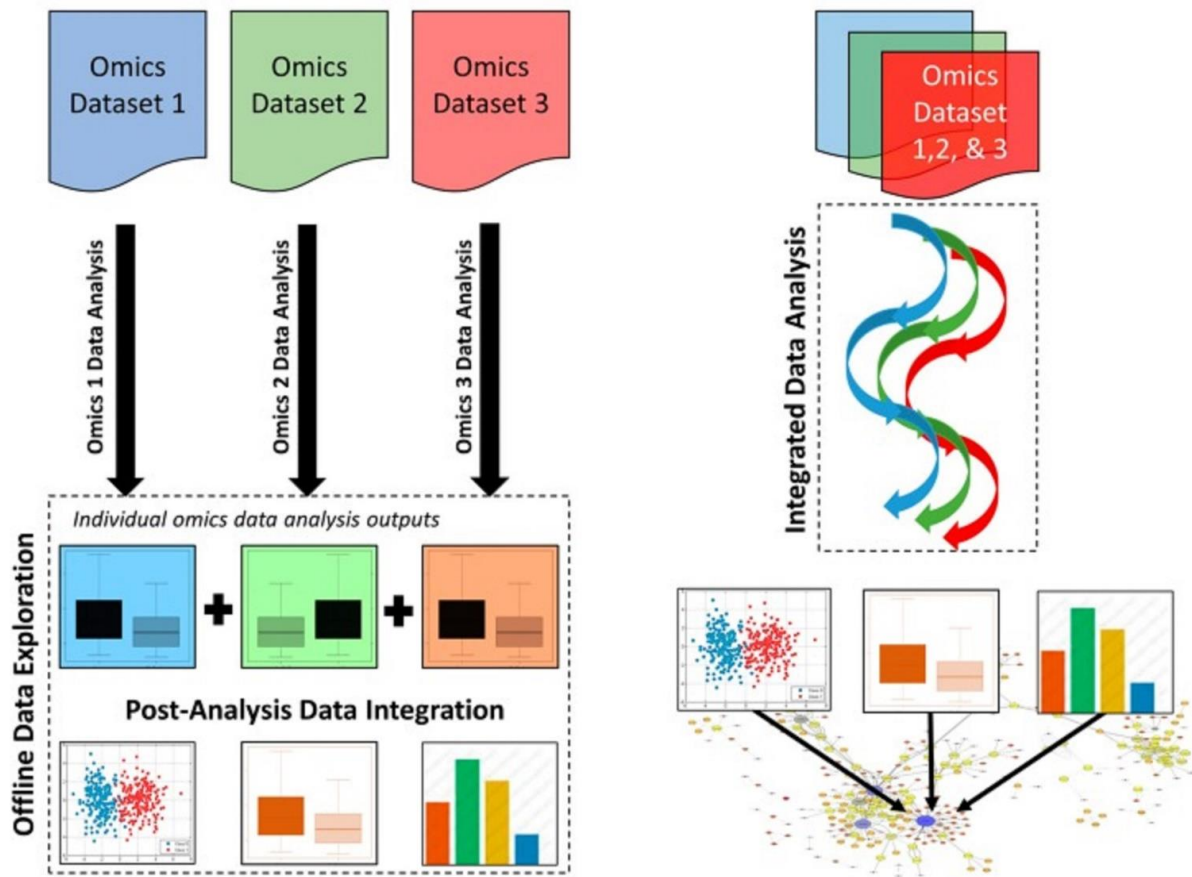 Omics
Dataset 1
Omics
Dataset 2
Omics
Dataset 3
Omics 1 Data Analysis
Omics 2 Data Analysis
Omics 3 Data Analysis
Offline Data Exploration
Individual omics data analysis outputs
Post-Analysis Data Integration
Omics
Dataset
1,2, & 3
Integrated Data Analysis